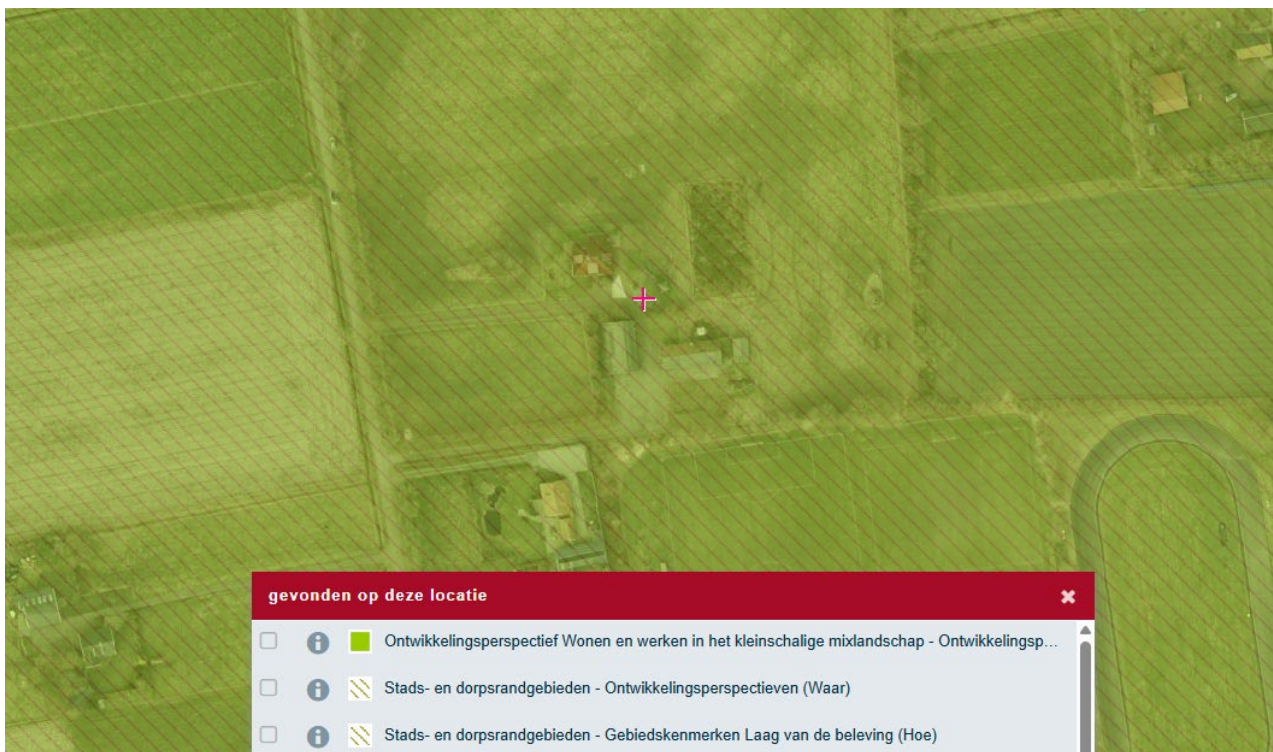 gevonden op deze locatie
Ontwikkelingsperspectief Wonen en werken in het kleinschalige mixlandschap - Ontwikkelingsp...
Stads- en dorpsrandgebieden - Ontwikkelingsperspectieven (Waar)
Stads- en dorpsrandgebieden - Gebiedskenmerken Laag van de beleving (Hoe)